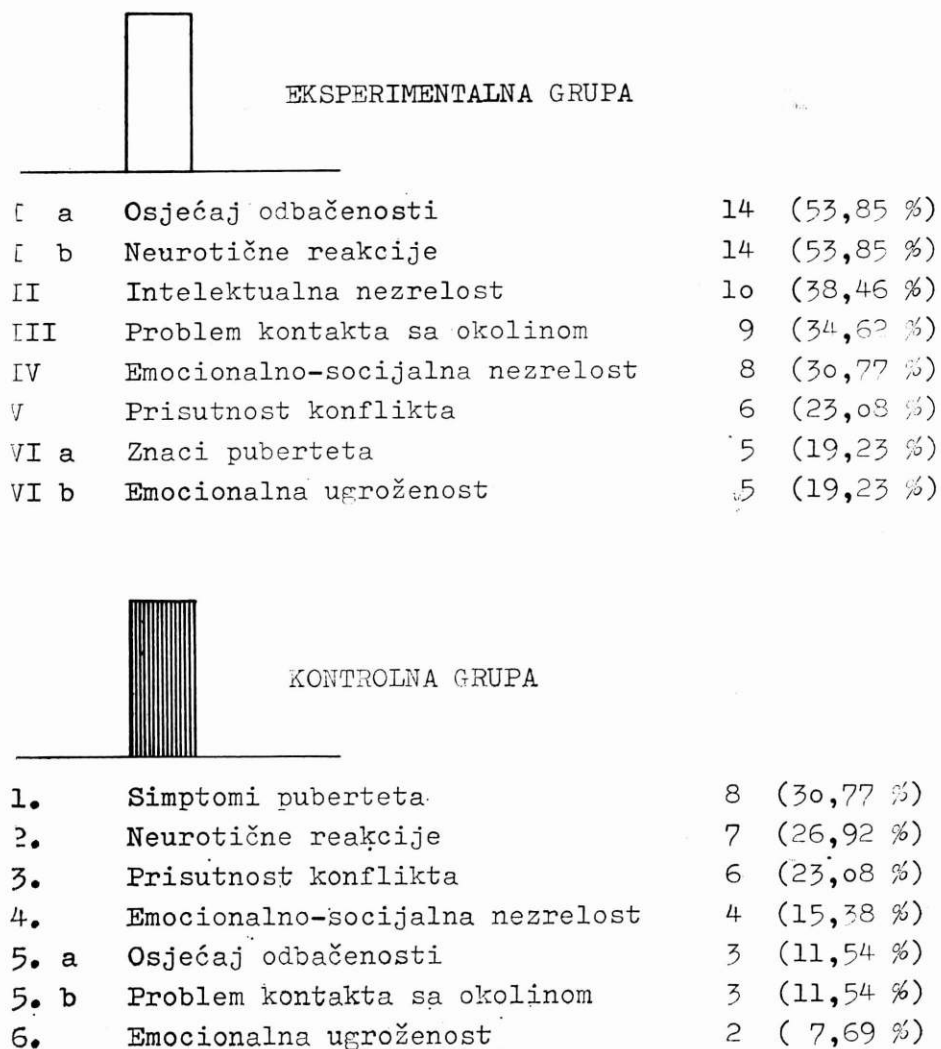 EKSPERIMENTALNA GRUPA
I a Osjećaj odbačenosti 14 (53,85 %)
I b Neurotične reakcije 14 (53,85 %)
II Intelektualna nezrelost 1o (38,46 %)
III Problem kontakta sa okolinom 9 (34,62 %)
IV Emocionalno-socijalna nezrelost 8 (3o,77 %)
V Prisutnost konflikta 6 (23,o8 %)
VI a Znaci puberteta 5 (19,23 %)
VI b Emocionalna ugroženost 5 (19,23 %)
KONTROLNA GRUPA
1. Simptomi puberteta 8 (3o,77 %)
2. Neurotične reakcije 7 (26,92 %)
3. Prisutnost konflikta 6 (23,o8 %)
4. Emocionalno-socijalna nezrelost 4 (15,38 %)
5. a Osjećaj odbačenosti 3 (11,54 %)
5. b Problem kontakta sa okolinom 3 (11,54 %)
6. Emocionalna ugroženost 2 ( 7,69 %)